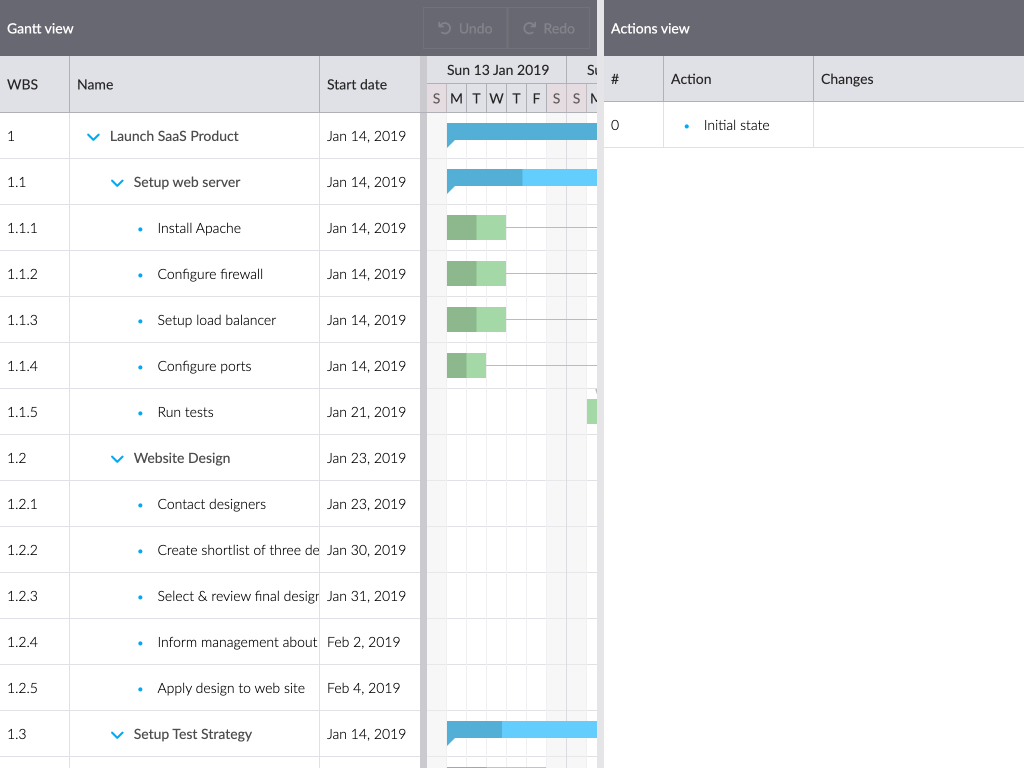 Gantt view
Undo
Redo
Actions view
WBS
Name
Start date
Sun 13 Jan 2019
S M T W T F S S
#
Action
Changes
1 Launch SaaS Product Jan 14, 2019
1.1 Setup web server Jan 14, 2019
1.1.1 Install Apache Jan 14, 2019
1.1.2 Configure firewall Jan 14, 2019
1.1.3 Setup load balancer Jan 14, 2019
1.1.4 Configure ports Jan 14, 2019
1.1.5 Run tests Jan 21, 2019
1.2 Website Design Jan 23, 2019
1.2.1 Contact designers Jan 23, 2019
1.2.2 Create shortlist of three de Jan 30, 2019
1.2.3 Select & review final design Jan 31, 2019
1.2.4 Inform management about Feb 2, 2019
1.2.5 Apply design to web site Feb 4, 2019
1.3 Setup Test Strategy Jan 14, 2019
0 Initial state